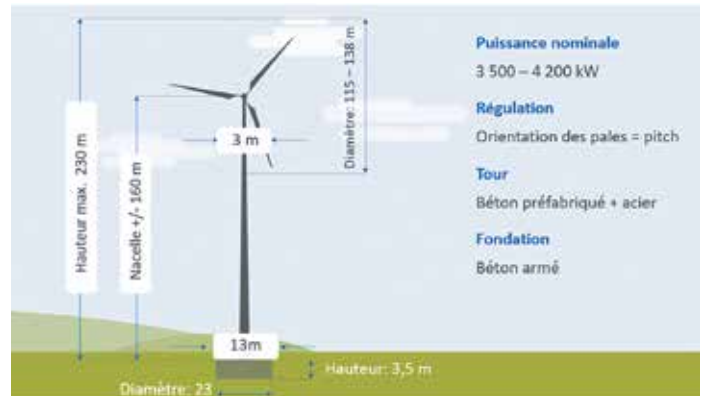 Hauteur max. 230 m
Nacelle +/- 160 m
3 m
Diamètre: 115 – 138 m
13m
Hauteur: 3,5 m
Diamètre: 23
Puissance nominale
3 500 – 4 200 kW
Régulation
Orientation des pales = pitch
Tour
Béton préfabriqué + acier
Fondation
Béton armé